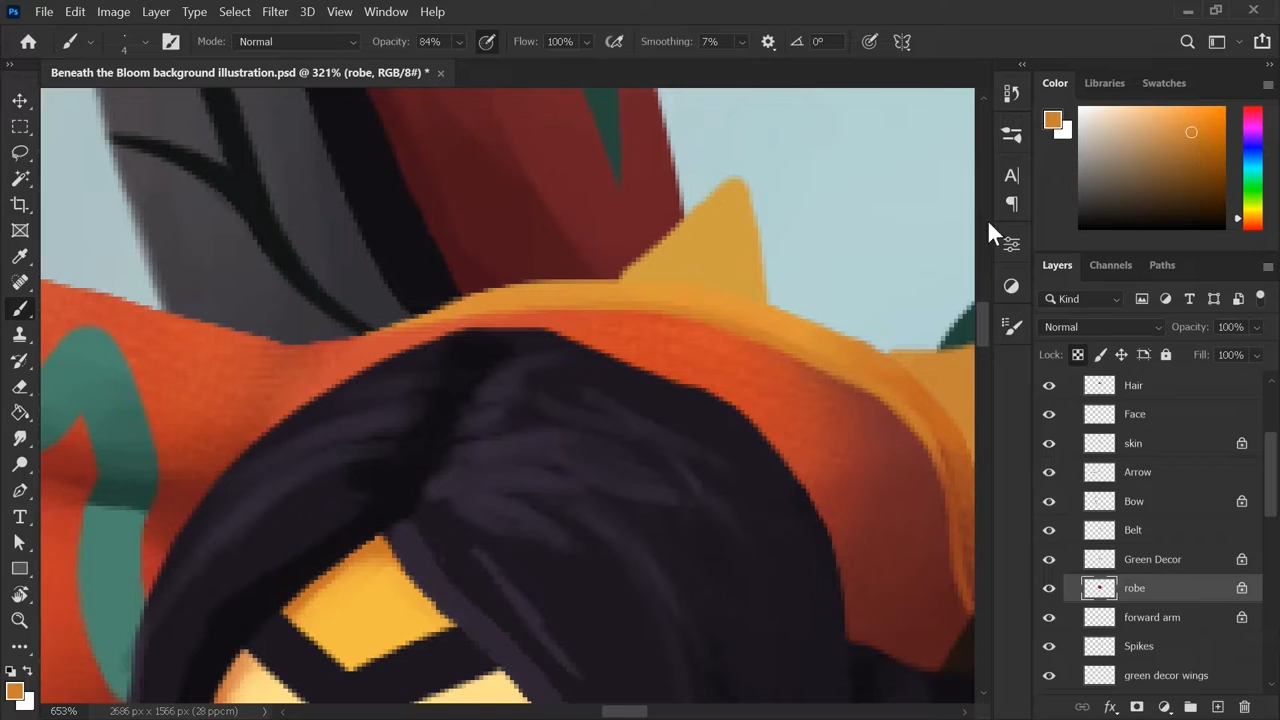 Ps File Edit Image Layer Type Select Filter 3D View Window Help
4 Mode: Normal Opacity: 84% Flow: 100% Smoothing: 7% 0°
Beneath the Bloom background illustration.psd @ 321% (robe, RGB/8#) * ×
Color Libraries Swatches
Layers Channels Paths
Kind
Normal Opacity: 100%
Lock: Fill: 100%
Hair
Face
skin
Arrow
Bow
Belt
Green Decor
robe
forward arm
Spikes
green decor wings
653% 2686 px x 1566 px (28 ppcm)